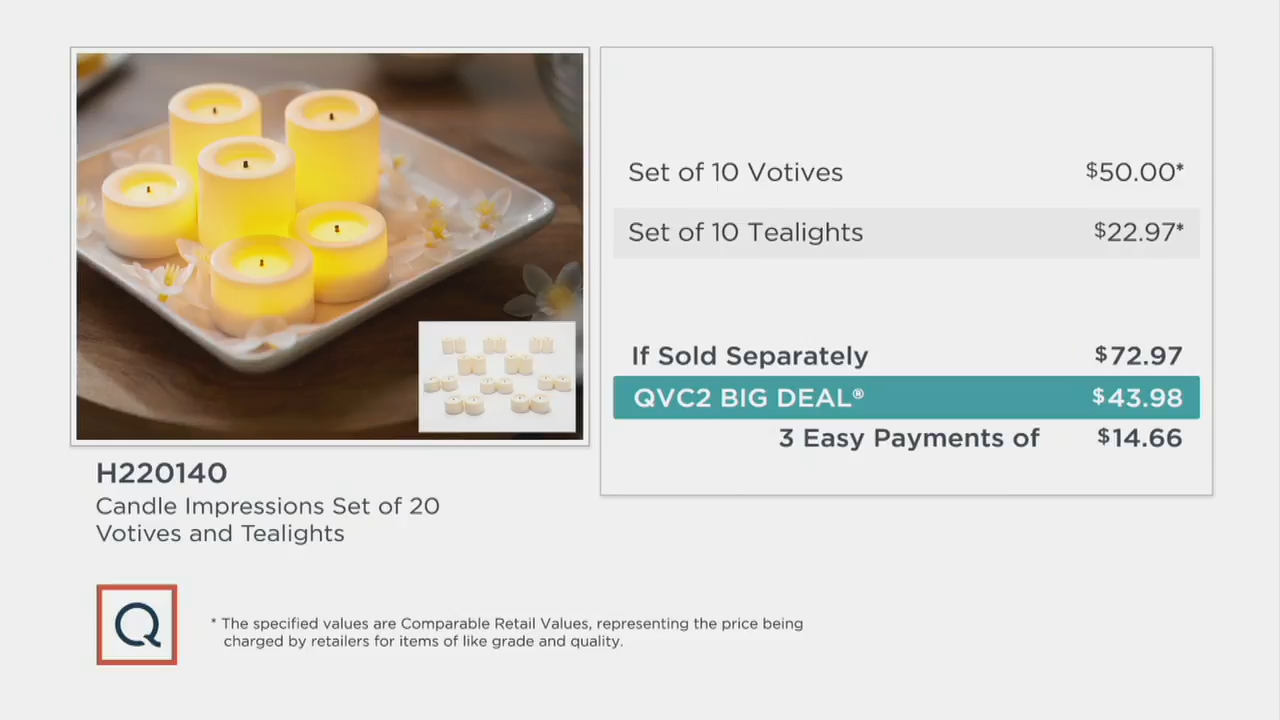 Set of 10 Votives $50.00*
Set of 10 Tealights $22.97*
If Sold Separately $72.97
QVC2 BIG DEAL® $43.98
3 Easy Payments of $14.66
H220140
Candle Impressions Set of 20
Votives and Tealights
Q
* The specified values are Comparable Retail Values, representing the price being
charged by retailers for items of like grade and quality.